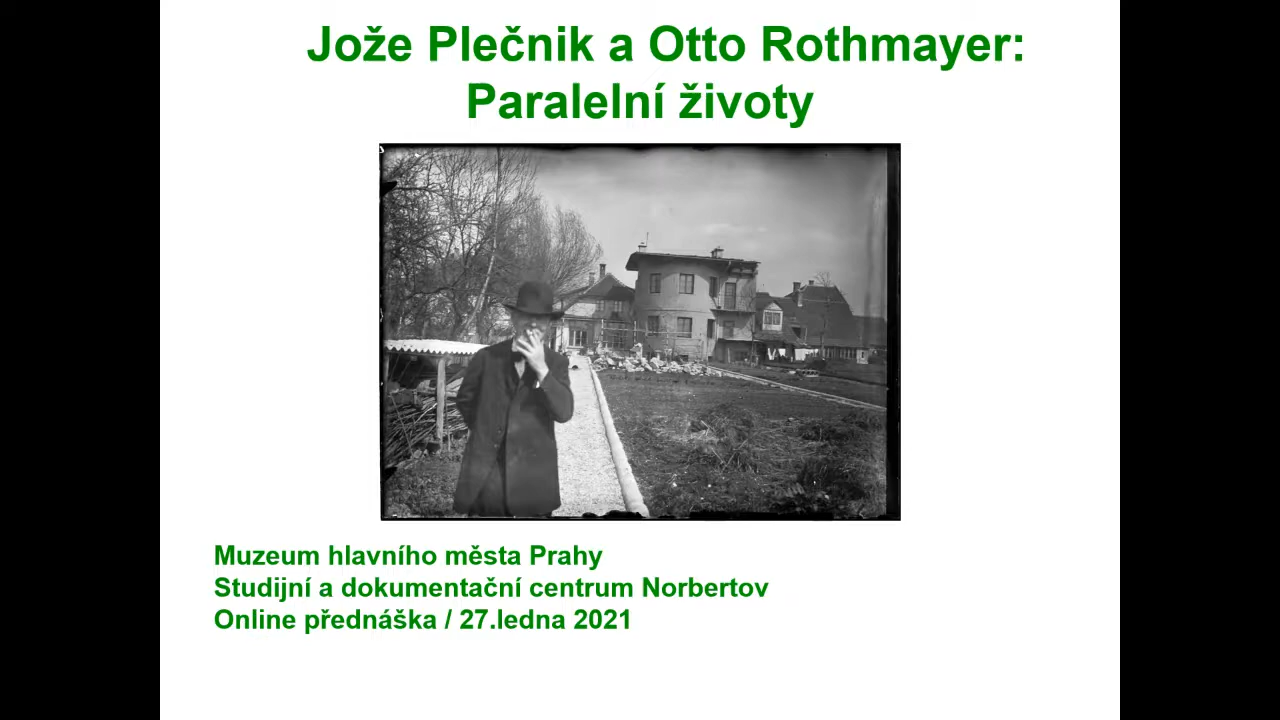 Jože Plečnik a Otto Rothmayer:
Paralelní životy
Muzeum hlavního města Prahy
Studijní a dokumentační centrum Norbertov
Online přednáška / 27.ledna 2021